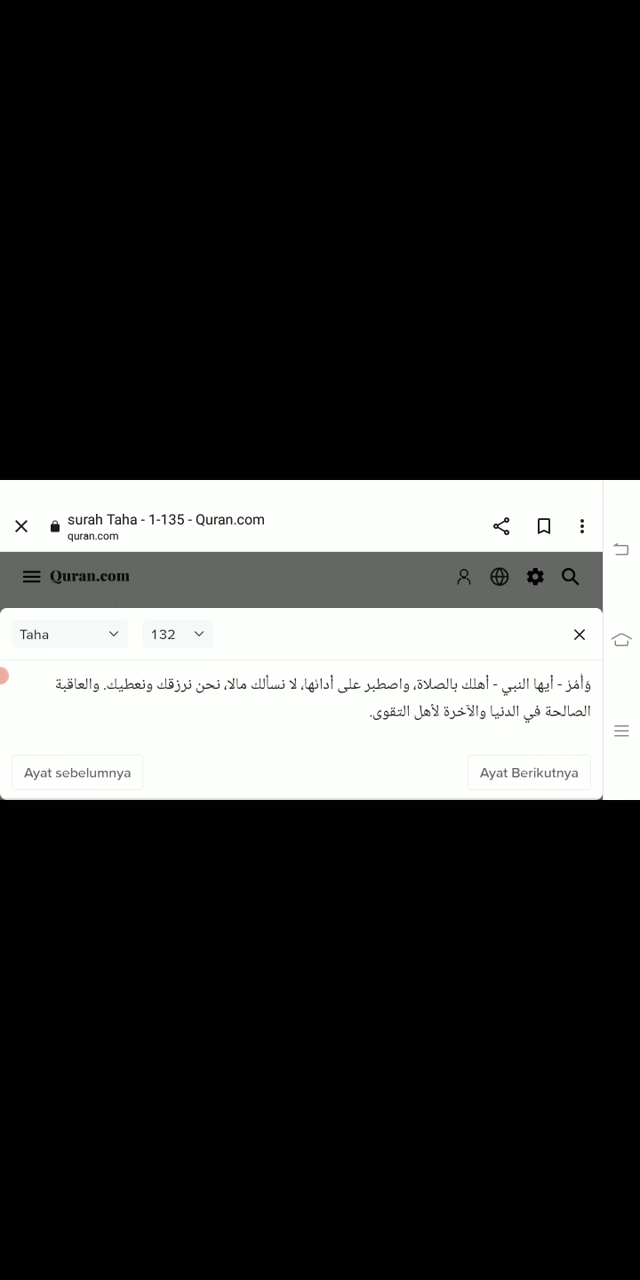 surah Taha - 1-135 - Quran.com
quran.com
Quran.com
Taha 132
وَأْمُرْ - أيها النبي - أهلك بالصلاة، واصطبر على أدائها، لا نسألك مالا، نحن نرزقك ونعطيك. والعاقبة
الصالحة في الدنيا والآخرة لأهل التقوى.
Ayat sebelumnya Ayat Berikutnya